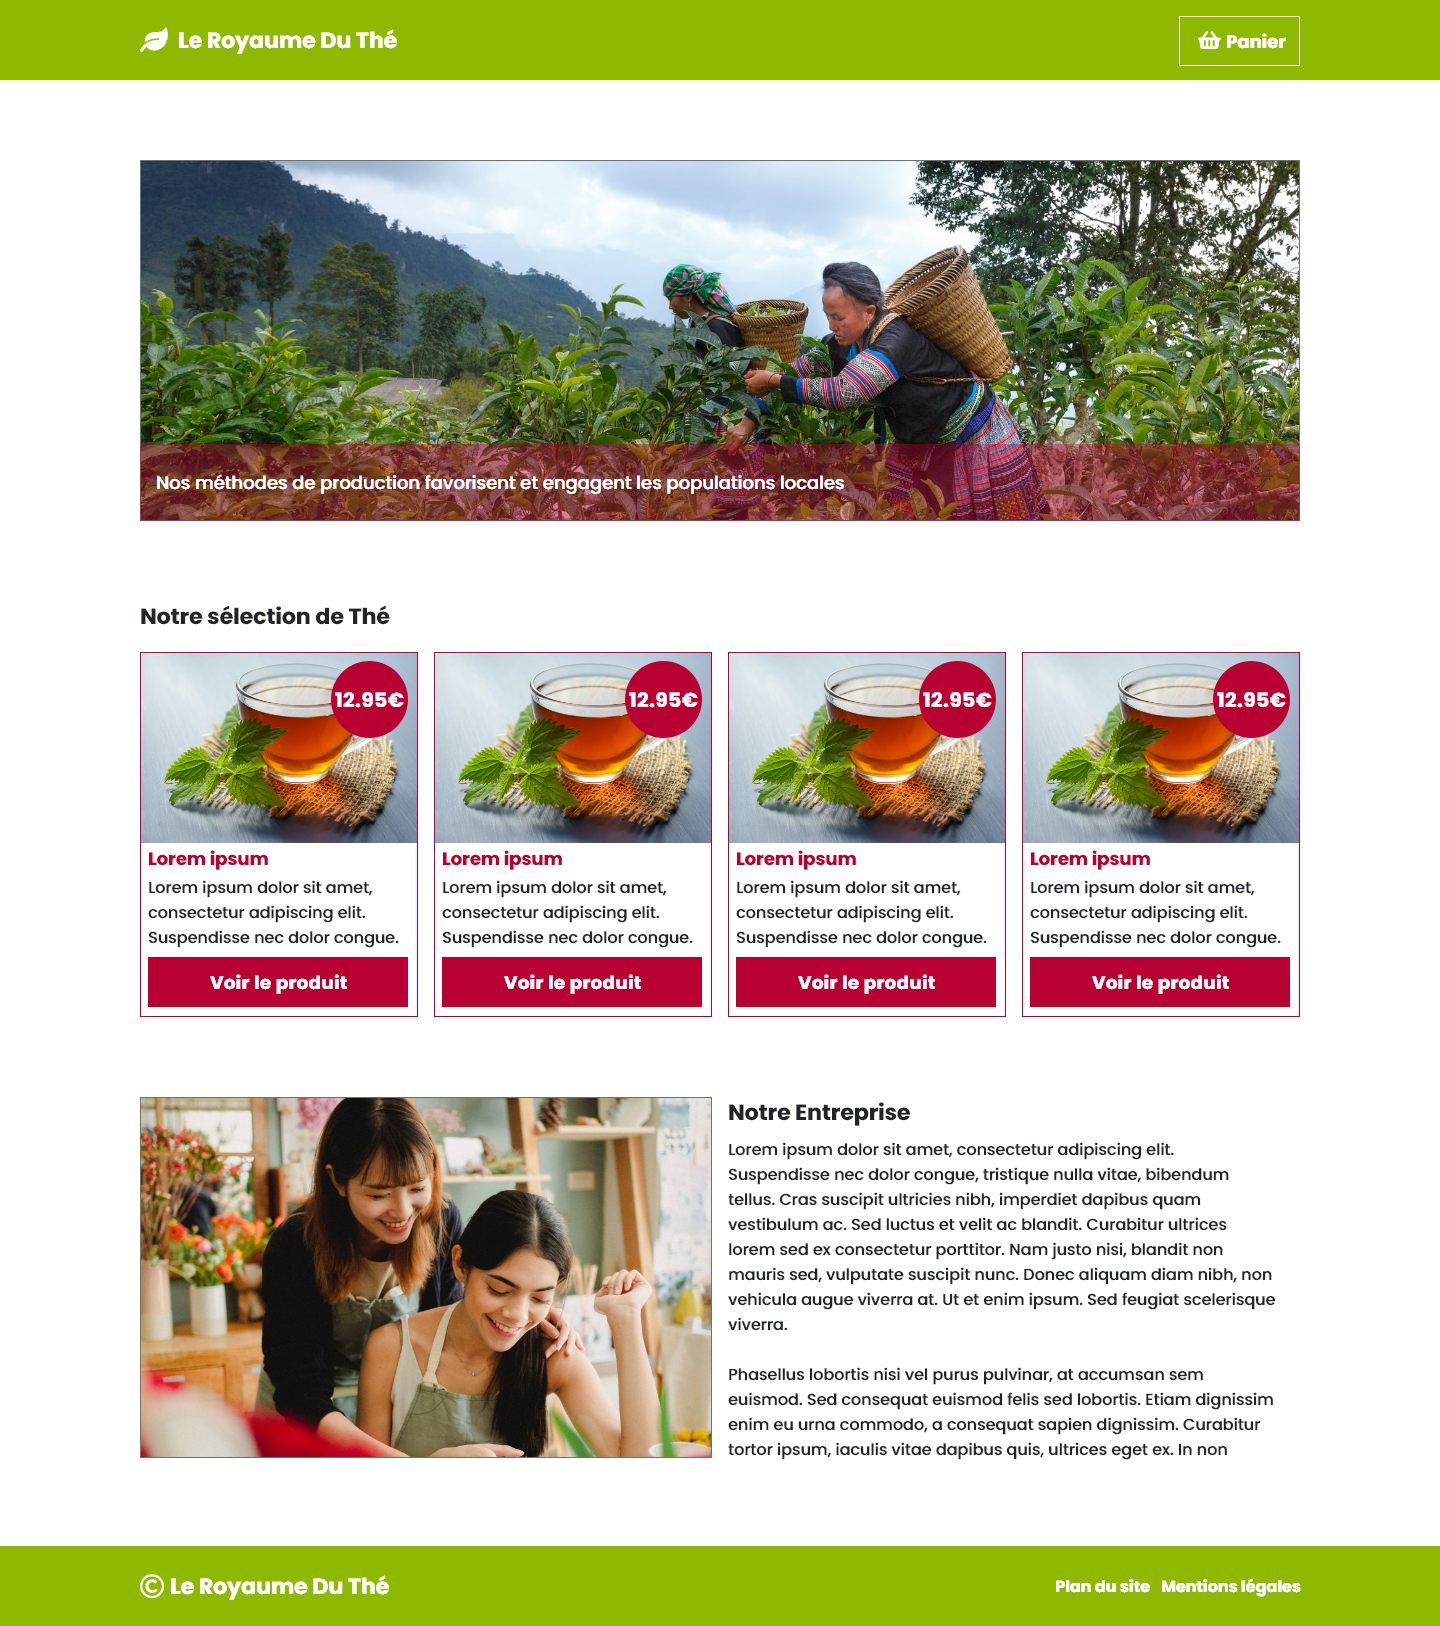 Le Royaume Du Thé
Panier
Nos méthodes de production favorisent et engagent les populations locales
Notre sélection de Thé
12.95€
Lorem ipsum
Lorem ipsum dolor sit amet,
consectetur adipiscing elit.
Suspendisse nec dolor congue.
Voir le produit
12.95€
Lorem ipsum
Lorem ipsum dolor sit amet,
consectetur adipiscing elit.
Suspendisse nec dolor congue.
Voir le produit
12.95€
Lorem ipsum
Lorem ipsum dolor sit amet,
consectetur adipiscing elit.
Suspendisse nec dolor congue.
Voir le produit
12.95€
Lorem ipsum
Lorem ipsum dolor sit amet,
consectetur adipiscing elit.
Suspendisse nec dolor congue.
Voir le produit
Notre Entreprise
Lorem ipsum dolor sit amet, consectetur adipiscing elit.
Suspendisse nec dolor congue, tristique nulla vitae, bibendum
tellus. Cras suscipit ultricies nibh, imperdiet dapibus quam
vestibulum ac. Sed luctus et velit ac blandit. Curabitur ultrices
lorem sed ex consectetur porttitor. Nam justo nisi, blandit non
mauris sed, vulputate suscipit nunc. Donec aliquam diam nibh, non
vehicula augue viverra at. Ut et enim ipsum. Sed feugiat scelerisque
viverra.
Phasellus lobortis nisi vel purus pulvinar, at accumsan sem
euismod. Sed consequat euismod felis sed lobortis. Etiam dignissim
enim eu urna commodo, a consequat sapien dignissim. Curabitur
tortor ipsum, iaculis vitae dapibus quis, ultrices eget ex. In non
© Le Royaume Du Thé
Plan du site Mentions légales